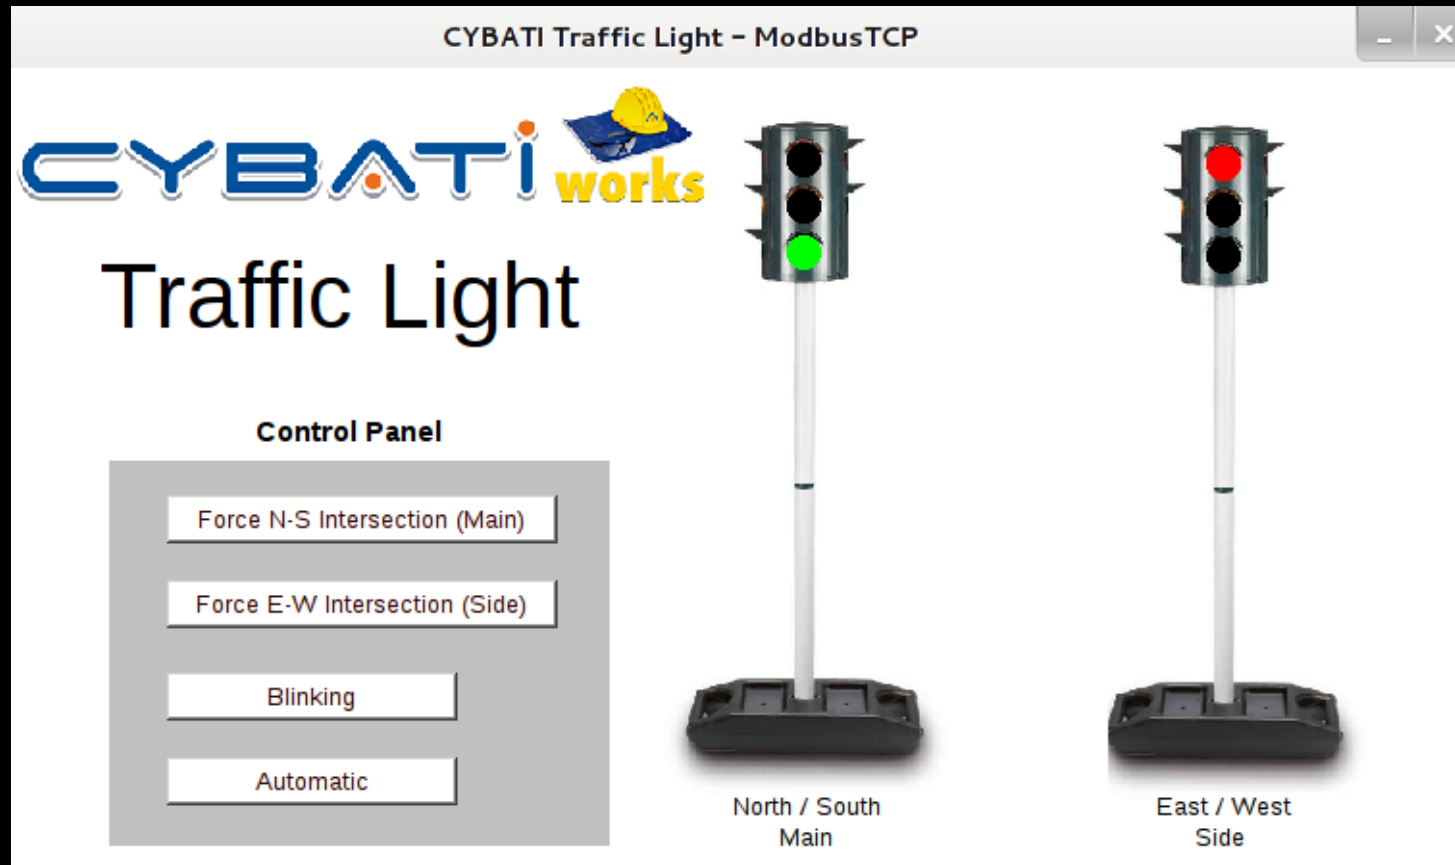 CYBATI Traffic Light - ModbusTCP
CYBATI
works
Traffic Light
Control Panel
Force N-S Intersection (Main)
Force E-W Intersection (Side)
Blinking
Automatic
North / South
Main
East / West
Side